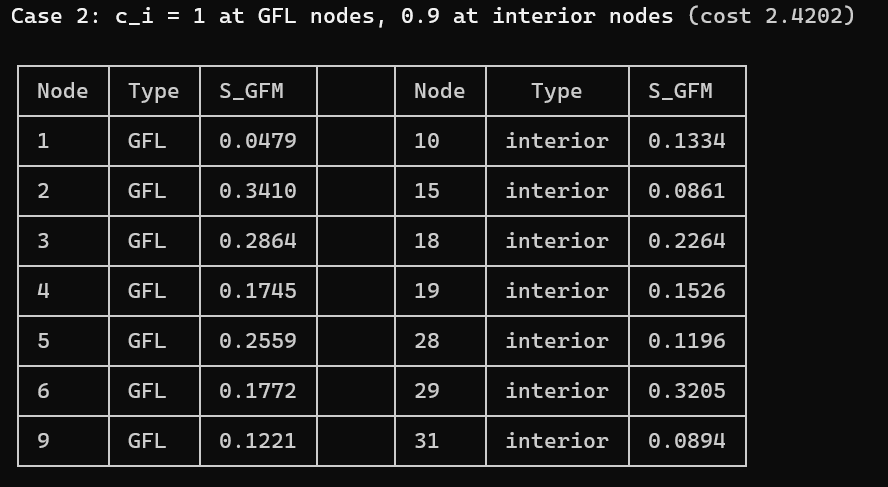 Case 2: c_i = 1 at GFL nodes, 0.9 at interior nodes (cost 2.4202)
Node Type S_GFM Node Type S_GFM
1 GFL 0.0479 10 interior 0.1334
2 GFL 0.3410 15 interior 0.0861
3 GFL 0.2864 18 interior 0.2264
4 GFL 0.1745 19 interior 0.1526
5 GFL 0.2559 28 interior 0.1196
6 GFL 0.1772 29 interior 0.3205
9 GFL 0.1221 31 interior 0.0894